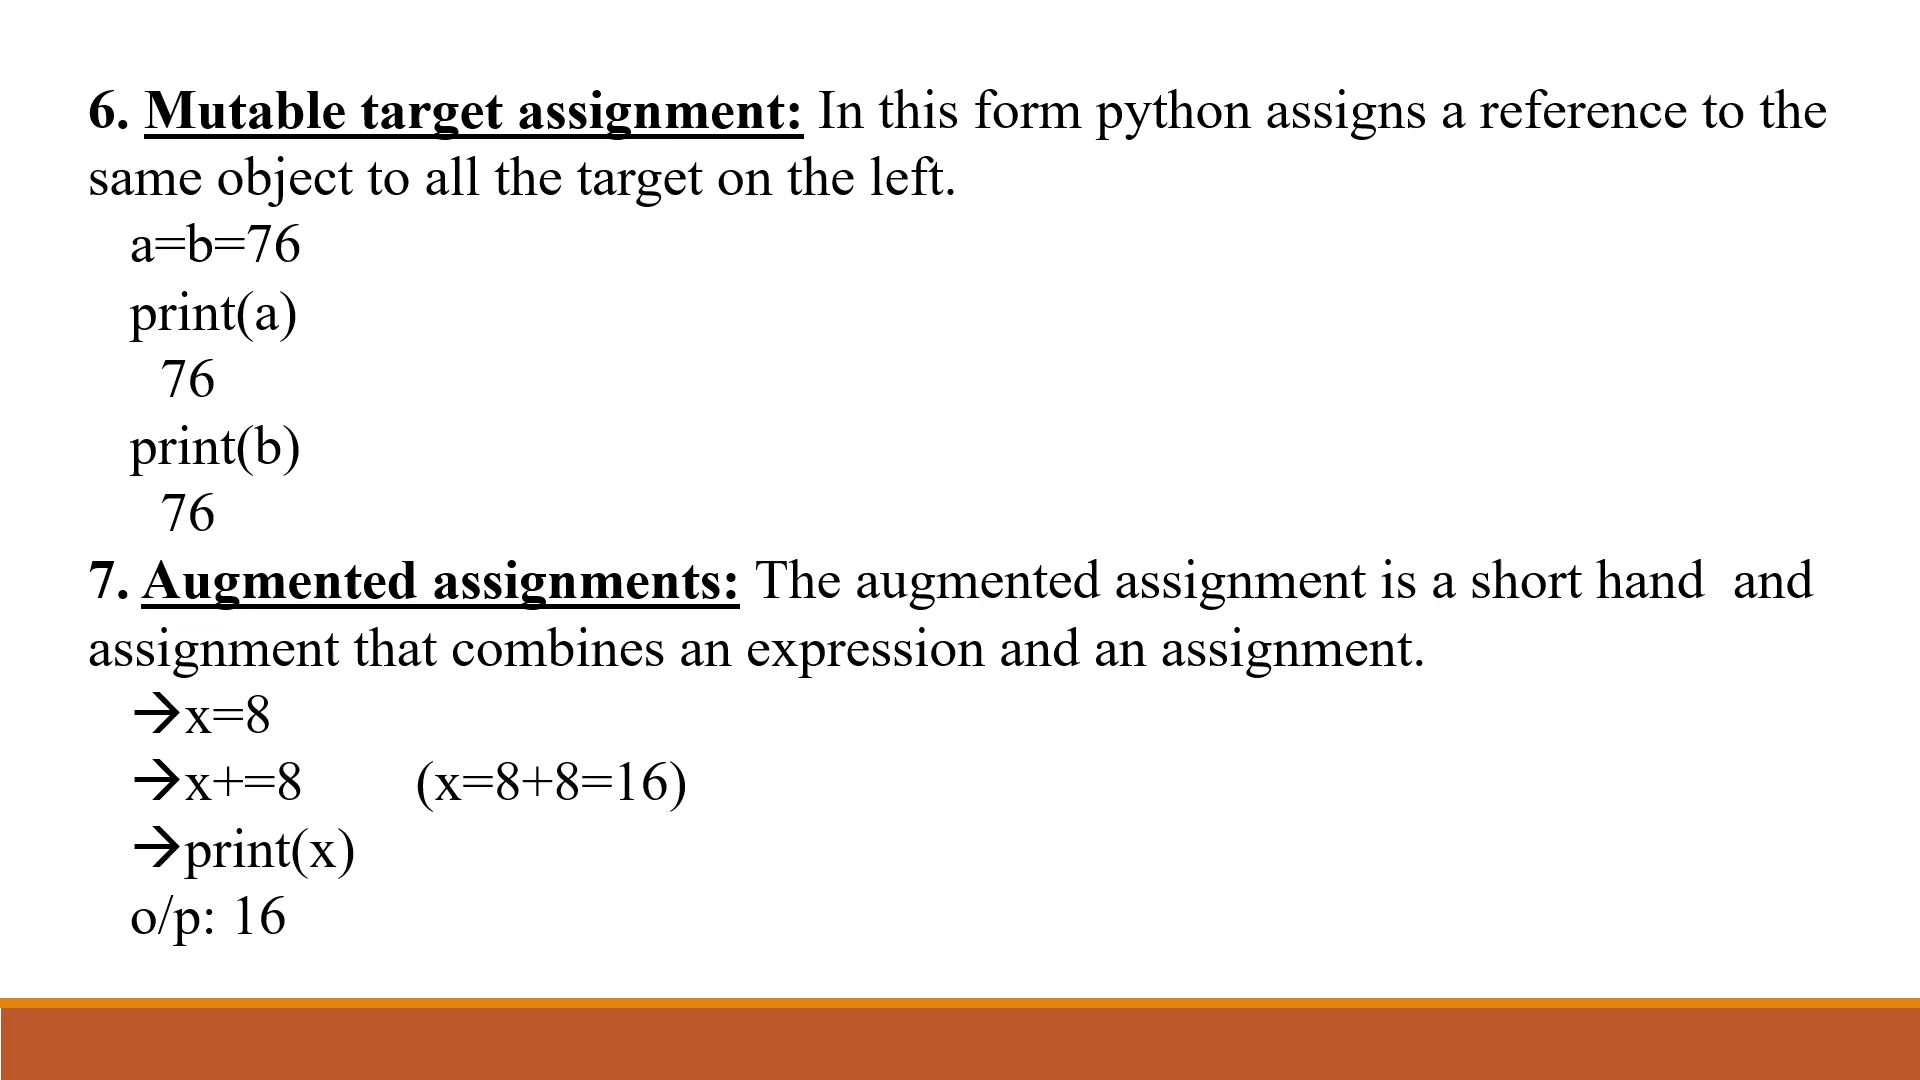 6. Mutable target assignment: In this form python assigns a reference to the
same object to all the target on the left.
a=b=76
print(a)
76
print(b)
76
7. Augmented assignments: The augmented assignment is a short hand  and
assignment that combines an expression and an assignment.
→x=8
→x+=8 (x=8+8=16)
→print(x)
o/p: 16